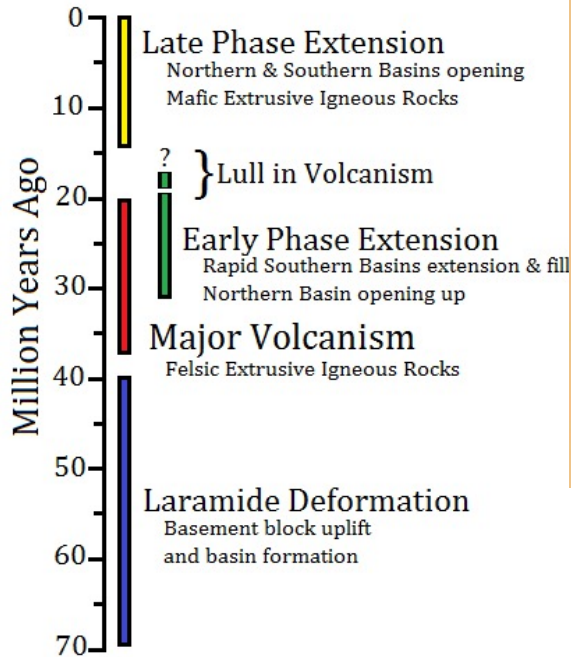 0
Late Phase Extension
Northern & Southern Basins opening
10
Mafic Extrusive Igneous Rocks
?
}Lull in Volcanism
20
Million Years Ago
Early Phase Extension
Rapid Southern Basins extension & fill
30
Northern Basin opening up
Major Volcanism
Felsic Extrusive Igneous Rocks
40
50
Laramide Deformation
Basement block uplift
60
and basin formation
70